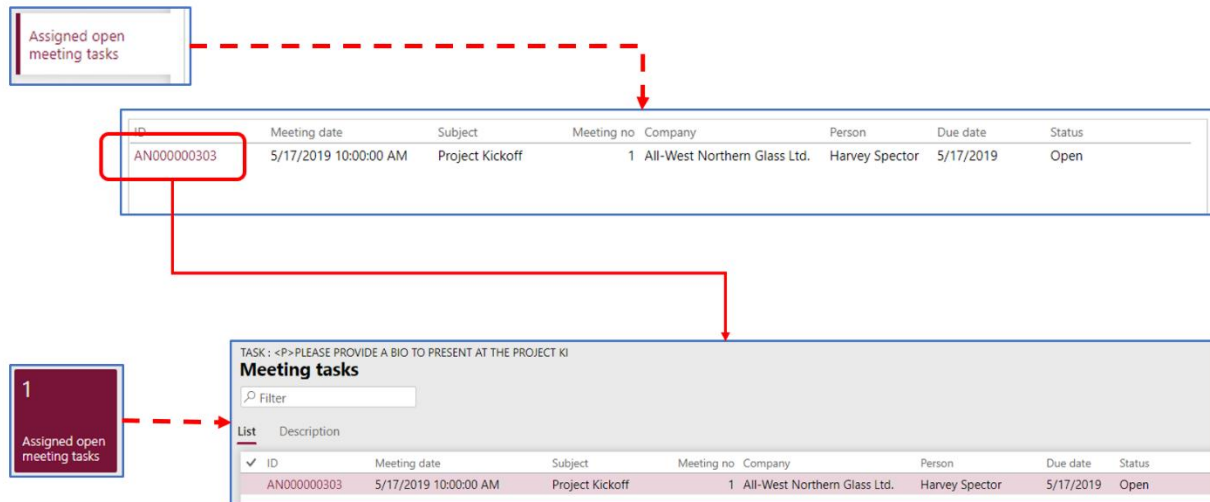 Assigned open
meeting tasks
ID Meeting date Subject Meeting no Company Person Due date Status
AN000000303 5/17/2019 10:00:00 AM Project Kickoff 1 All-West Northern Glass Ltd. Harvey Spector 5/17/2019 Open
TASK : <P>PLEASE PROVIDE A BIO TO PRESENT AT THE PROJECT KI
Meeting tasks
Filter
List Description
ID Meeting date Subject Meeting no Company Person Due date Status
AN000000303 5/17/2019 10:00:00 AM Project Kickoff 1 All-West Northern Glass Ltd. Harvey Spector 5/17/2019 Open
1
Assigned open
meeting tasks